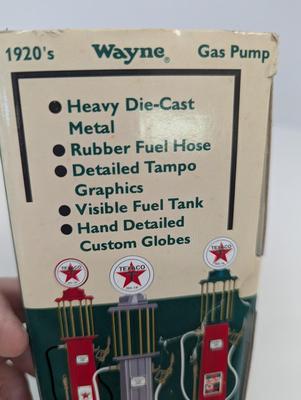 1920's Wayne® Gas Pump
● Heavy Die-Cast
Metal
● Rubber Fuel Hose
● Detailed Tampo
Graphics
● Visible Fuel Tank
● Hand Detailed
Custom Globes
TEXACO
TEXACO
TEXACO